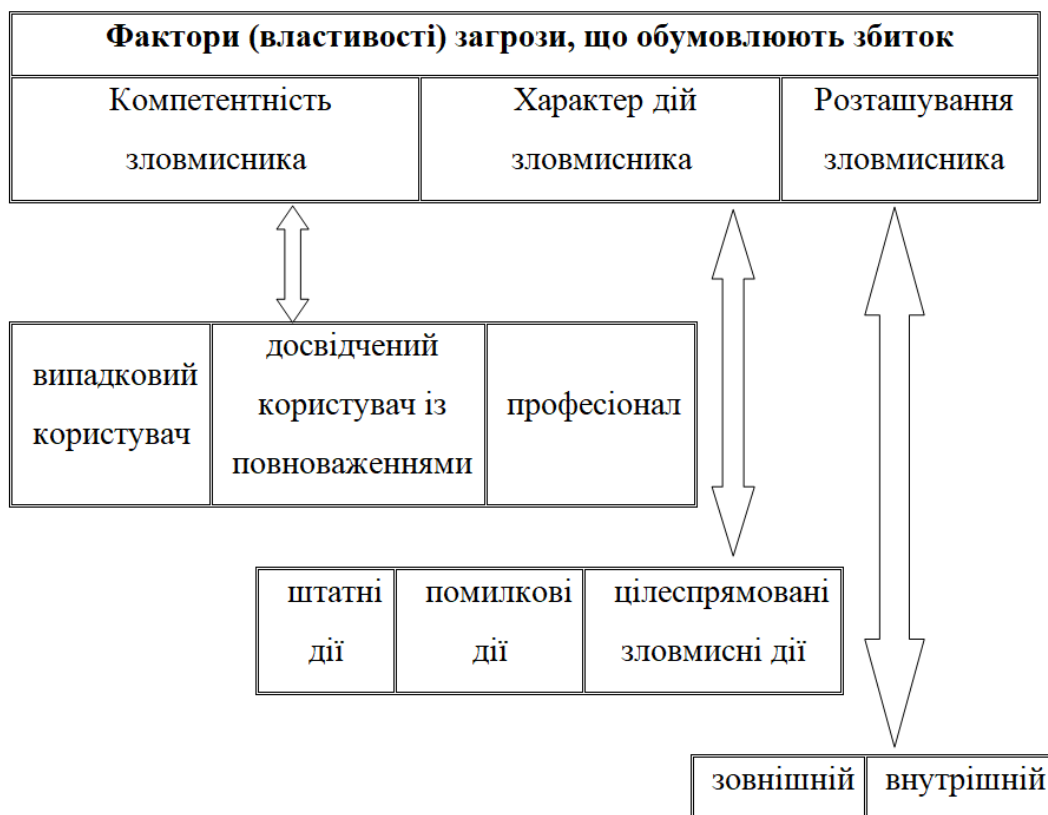 Фактори (властивості) загрози, що обумовлюють збиток
Компетентність
зловмисника
Характер дій
зловмисника
Розташування
зловмисника
випадковий
користувач
досвідчений
користувач із
повноваженнями
професіонал
штатні
дії
помилкові
дії
цілеспрямовані
зловмисні дії
зовнішній
внутрішній